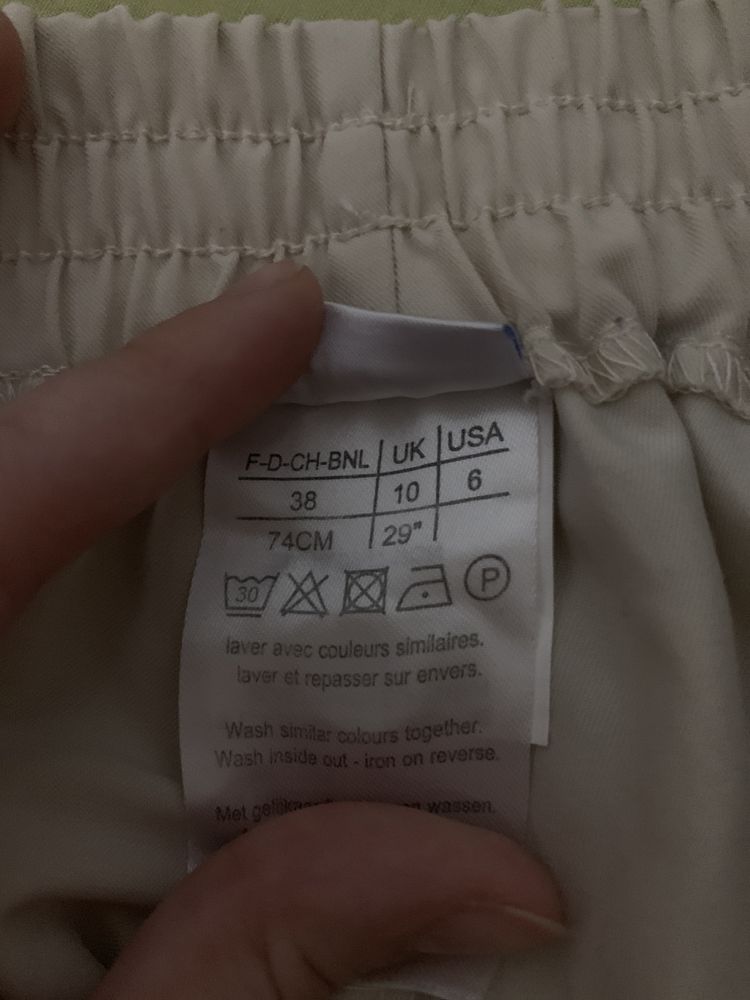 F-D-CH-BNL UK USA
38 10 6
74CM 29"
30 P
laver avec couleurs similaires.
laver et repasser sur envers.
Wash similar colours together.
Wash inside out - iron on reverse.
Met wassen.